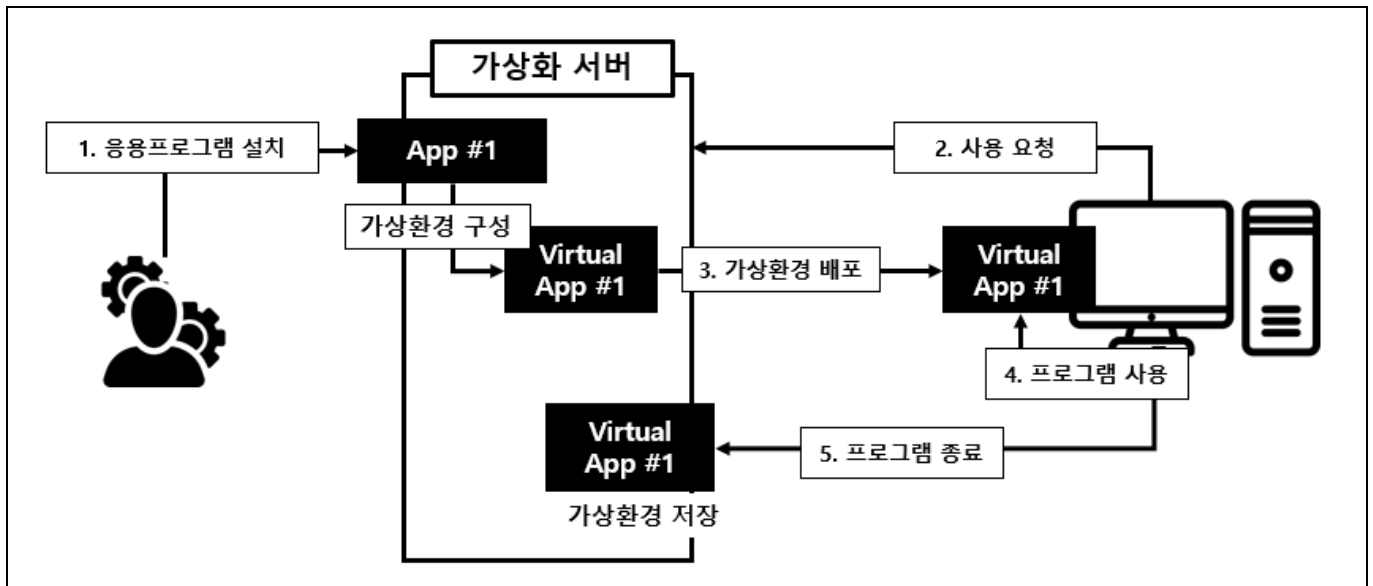 가상화 서버
1. 응용프로그램 설치
App #1
2. 사용 요청
가상환경 구성
Virtual
App #1
3. 가상환경 배포
Virtual
App #1
4. 프로그램 사용
Virtual
App #1
5. 프로그램 종료
가상환경 저장